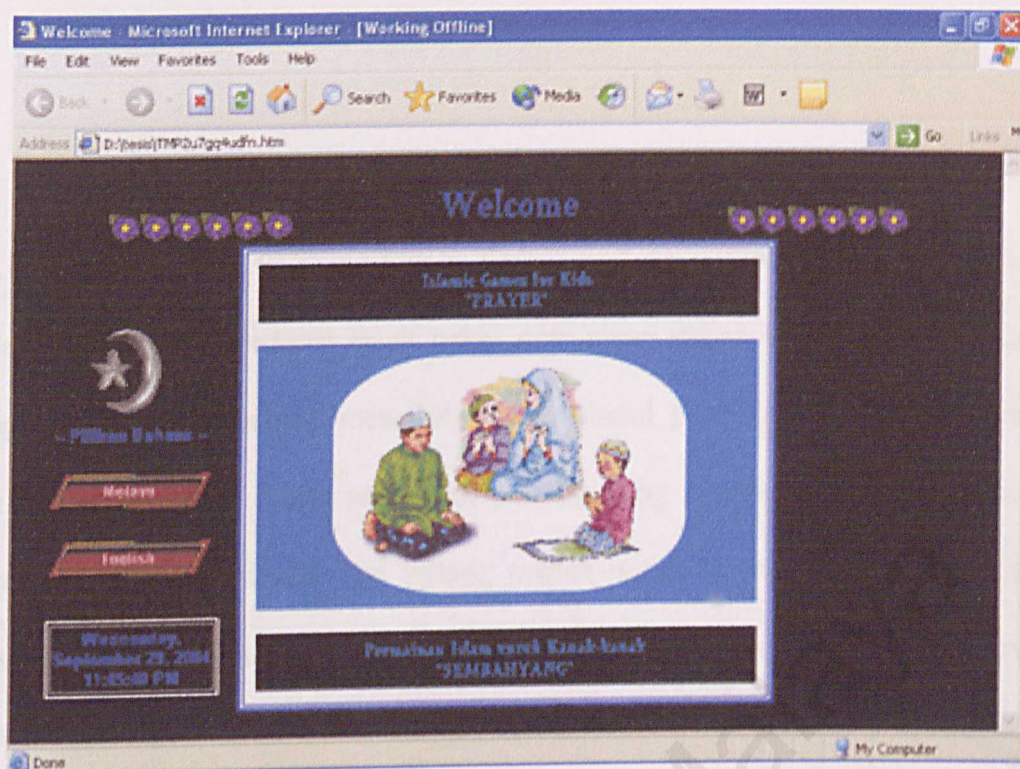 Welcome - Microsoft Internet Explorer - [Working Offline]
File Edit View Favorites Tools Help
Back Search Favorites Media
Address Go Links
Welcome
Islamic Games for Kids
"PRAYER"
~ Pilihan Bahasa ~
Melayu
English
Wednesday,
September 29, 2004
PM
Permainan Islam untuk Kanak-kanak
"SEMBAHYANG"
Done My Computer